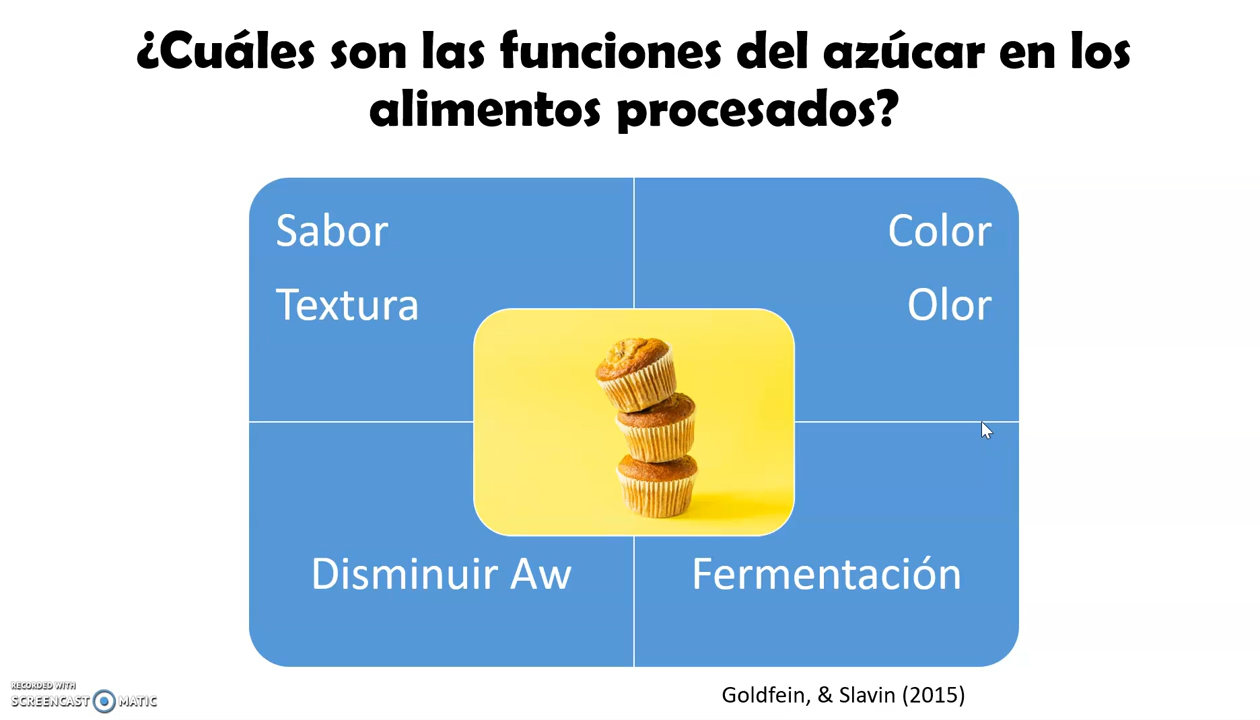 ¿Cuáles son las funciones del azúcar en los
alimentos procesados?
Sabor
Textura
Color
Olor
Disminuir Aw
Fermentación
Goldfein, & Slavin (2015)
RECORDED WITH
SCREENCAST MATIC